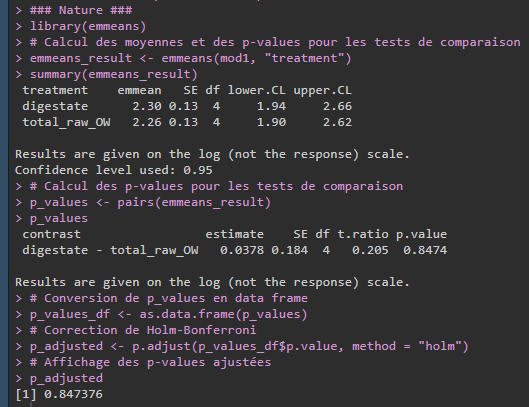 > ### Nature ###
> library(emmeans)
> # Calcul des moyennes et des p-values pour les tests de comparaison
> emmeans_result <- emmeans(mod1, "treatment")
> summary(emmeans_result)
 treatment    emmean   SE df lower.CL upper.CL
 digestate      2.30 0.13  4     1.94     2.66
 total_raw_OW   2.26 0.13  4     1.90     2.62

Results are given on the log (not the response) scale.
Confidence level used: 0.95
> # Calcul des p-values pour les tests de comparaison
> p_values <- pairs(emmeans_result)
> p_values
 contrast                 estimate    SE df t.ratio p.value
 digestate - total_raw_OW   0.0378 0.184  4   0.205  0.8474

Results are given on the log (not the response) scale.
> # Conversion de p_values en data frame
> p_values_df <- as.data.frame(p_values)
> # Correction de Holm-Bonferroni
> p_adjusted <- p.adjust(p_values_df$p.value, method = "holm")
> # Affichage des p-values ajustées
> p_adjusted
[1] 0.847376